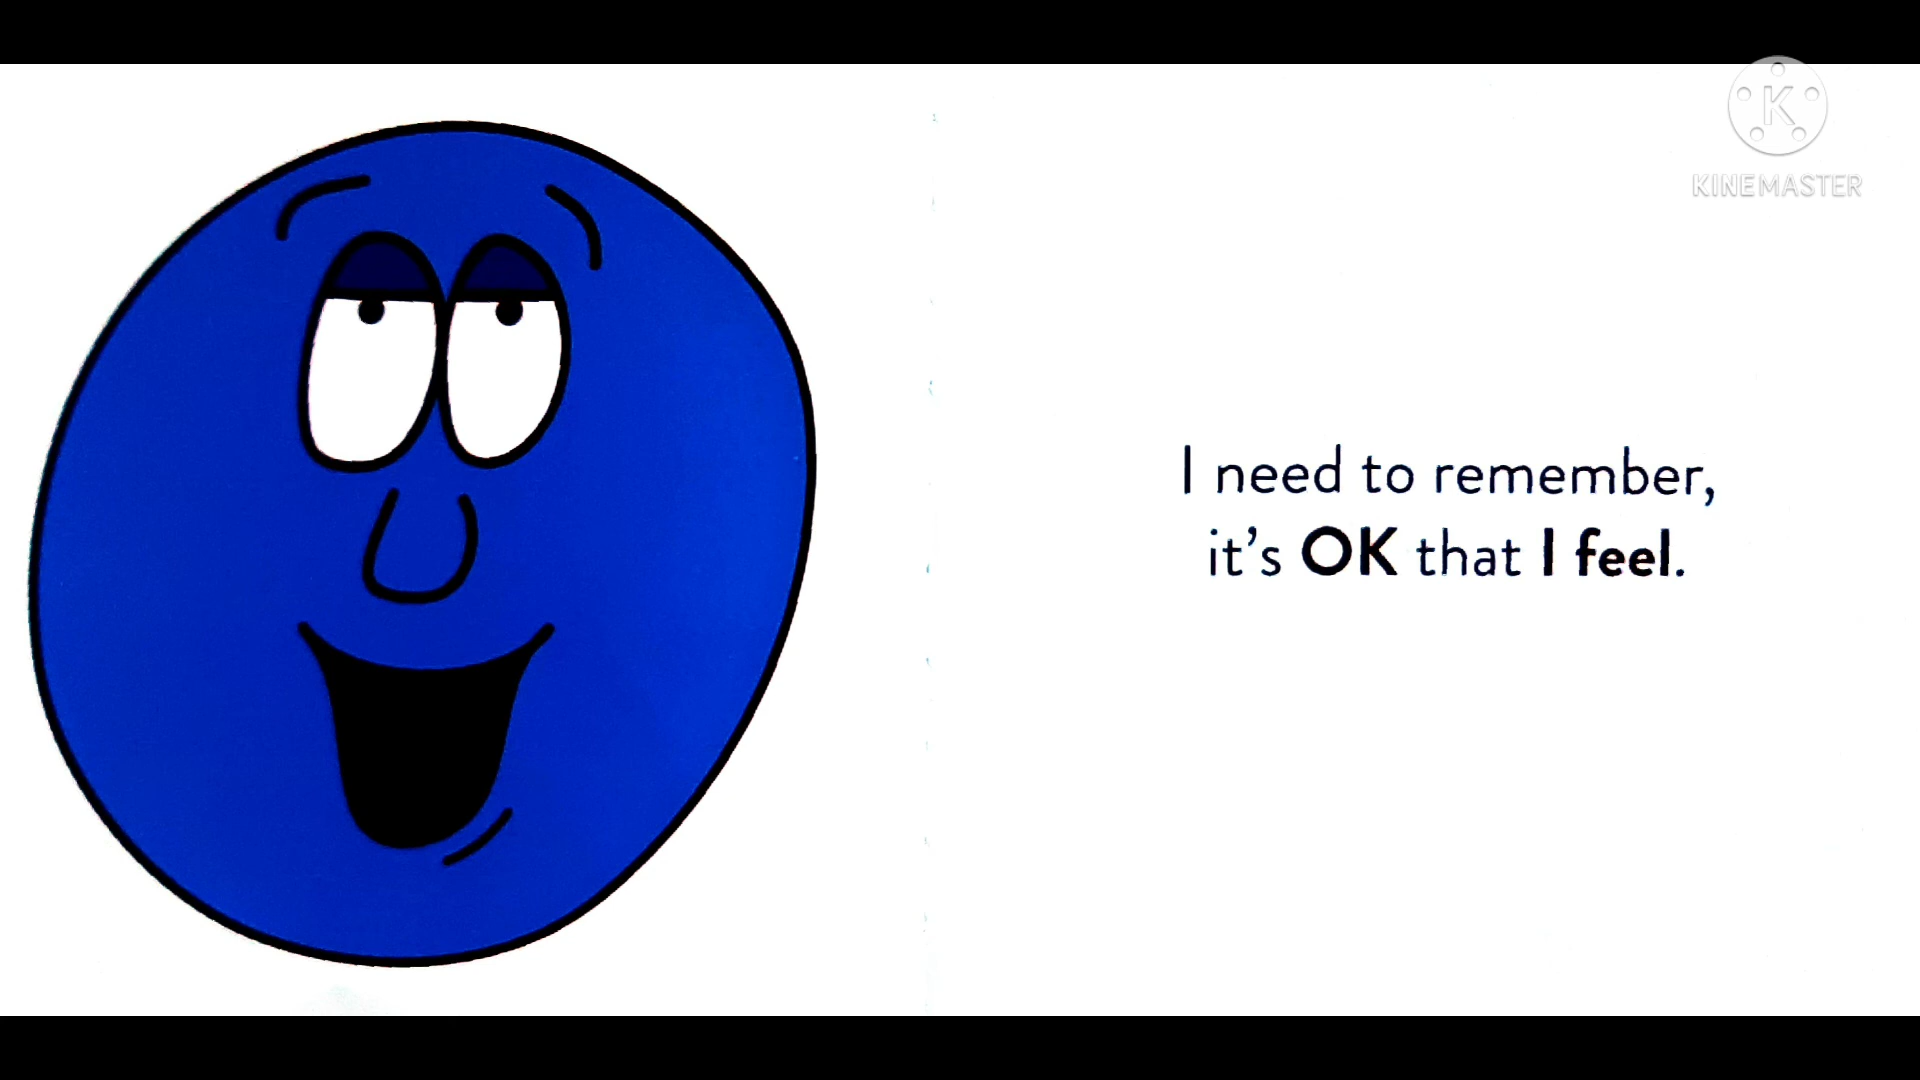 K
KINEMASTER
I need to remember,
it's OK that I feel.